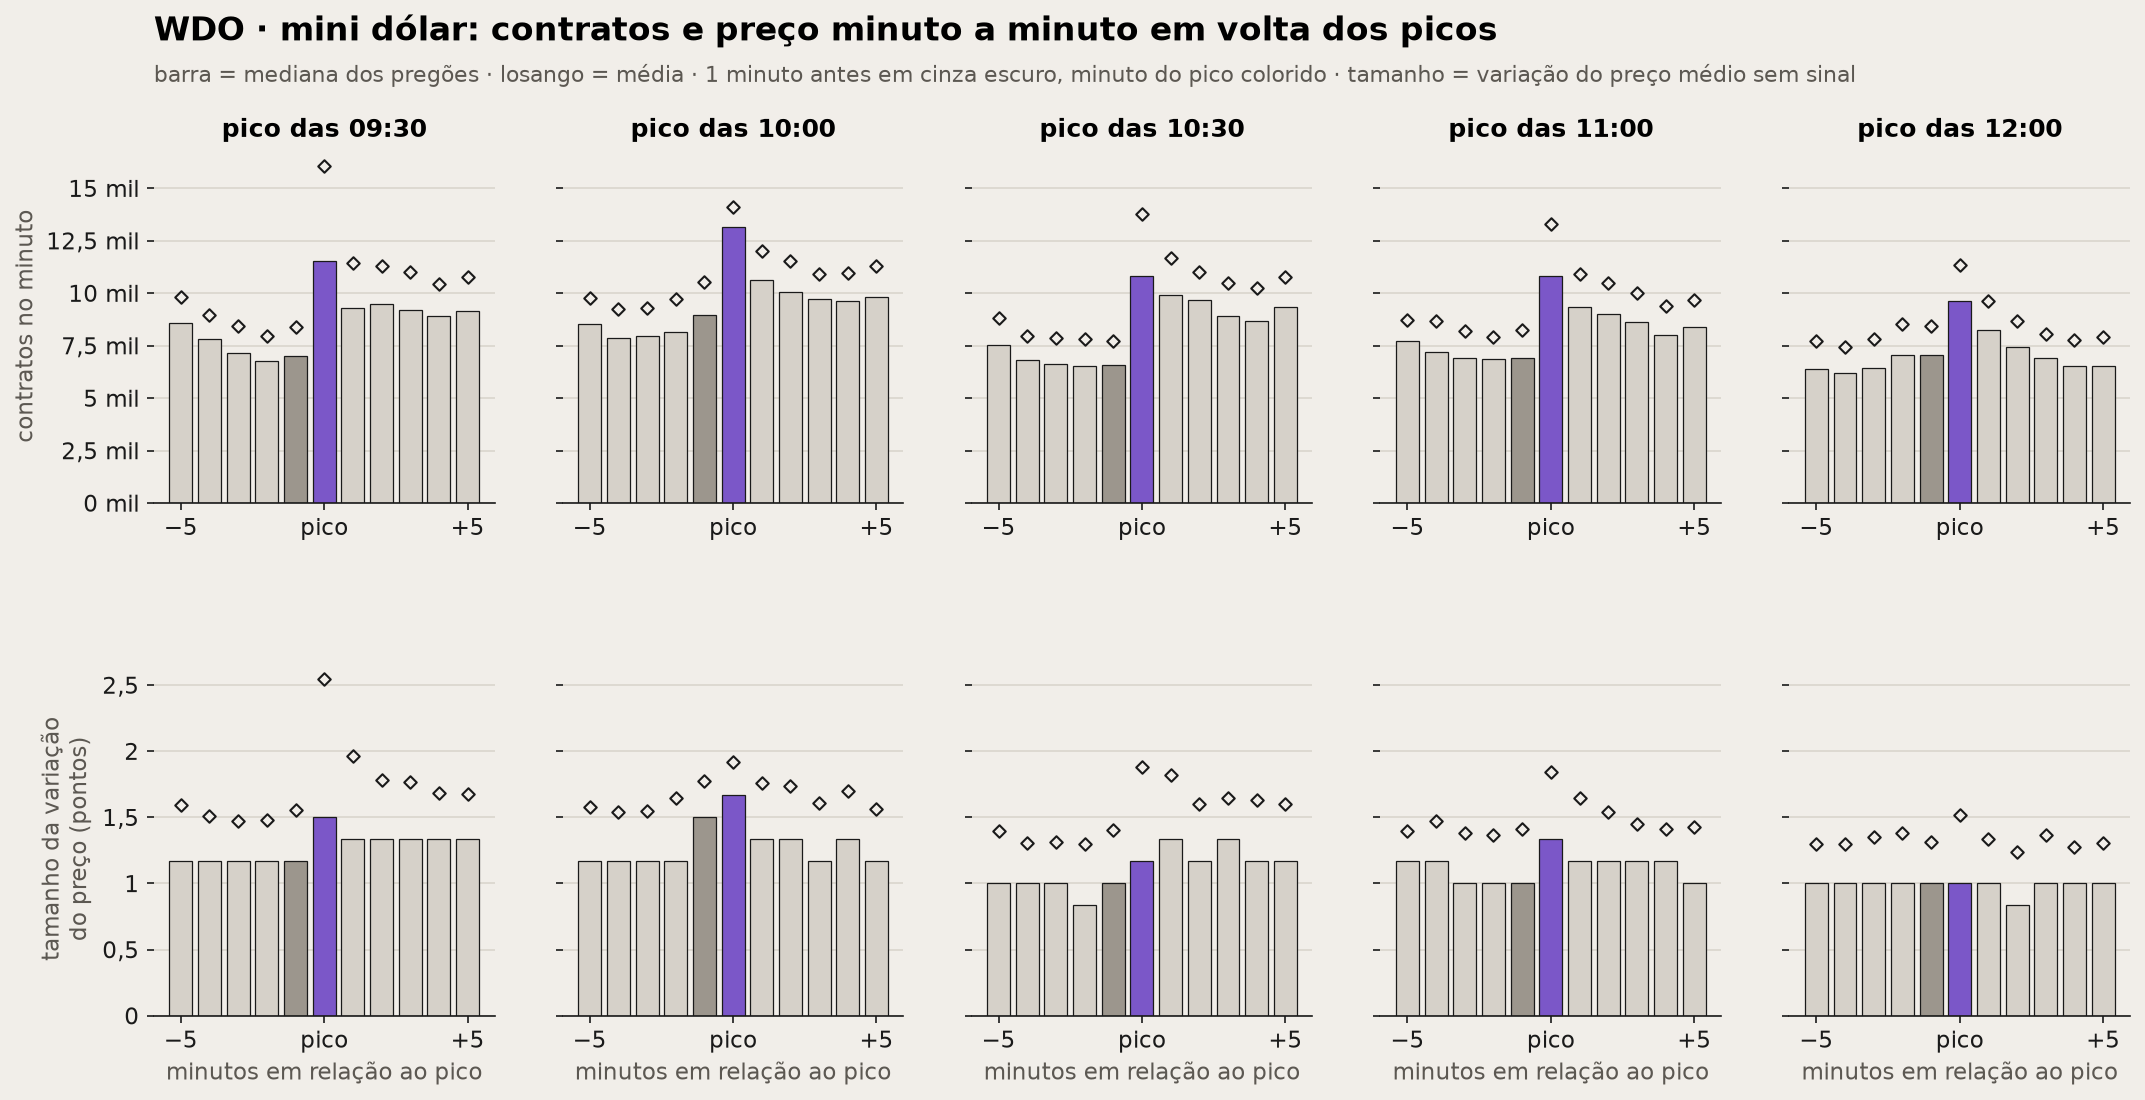 WDO · mini dólar: contratos e preço minuto a minuto em volta dos picos
barra = mediana dos pregões · losango = média · 1 minuto antes em cinza escuro, minuto do pico colorido · tamanho = variação do preço médio sem sinal
pico das 09:30
pico das 10:00
pico das 10:30
pico das 11:00
pico das 12:00
contratos no minuto
15 mil
12,5 mil
10 mil
7,5 mil
5 mil
2,5 mil
0 mil
−5 pico +5
−5 pico +5
−5 pico +5
−5 pico +5
−5 pico +5
tamanho da variação
do preço (pontos)
2,5
2
1,5
1
0,5
0
−5 pico +5
−5 pico +5
−5 pico +5
−5 pico +5
−5 pico +5
minutos em relação ao pico
minutos em relação ao pico
minutos em relação ao pico
minutos em relação ao pico
minutos em relação ao pico